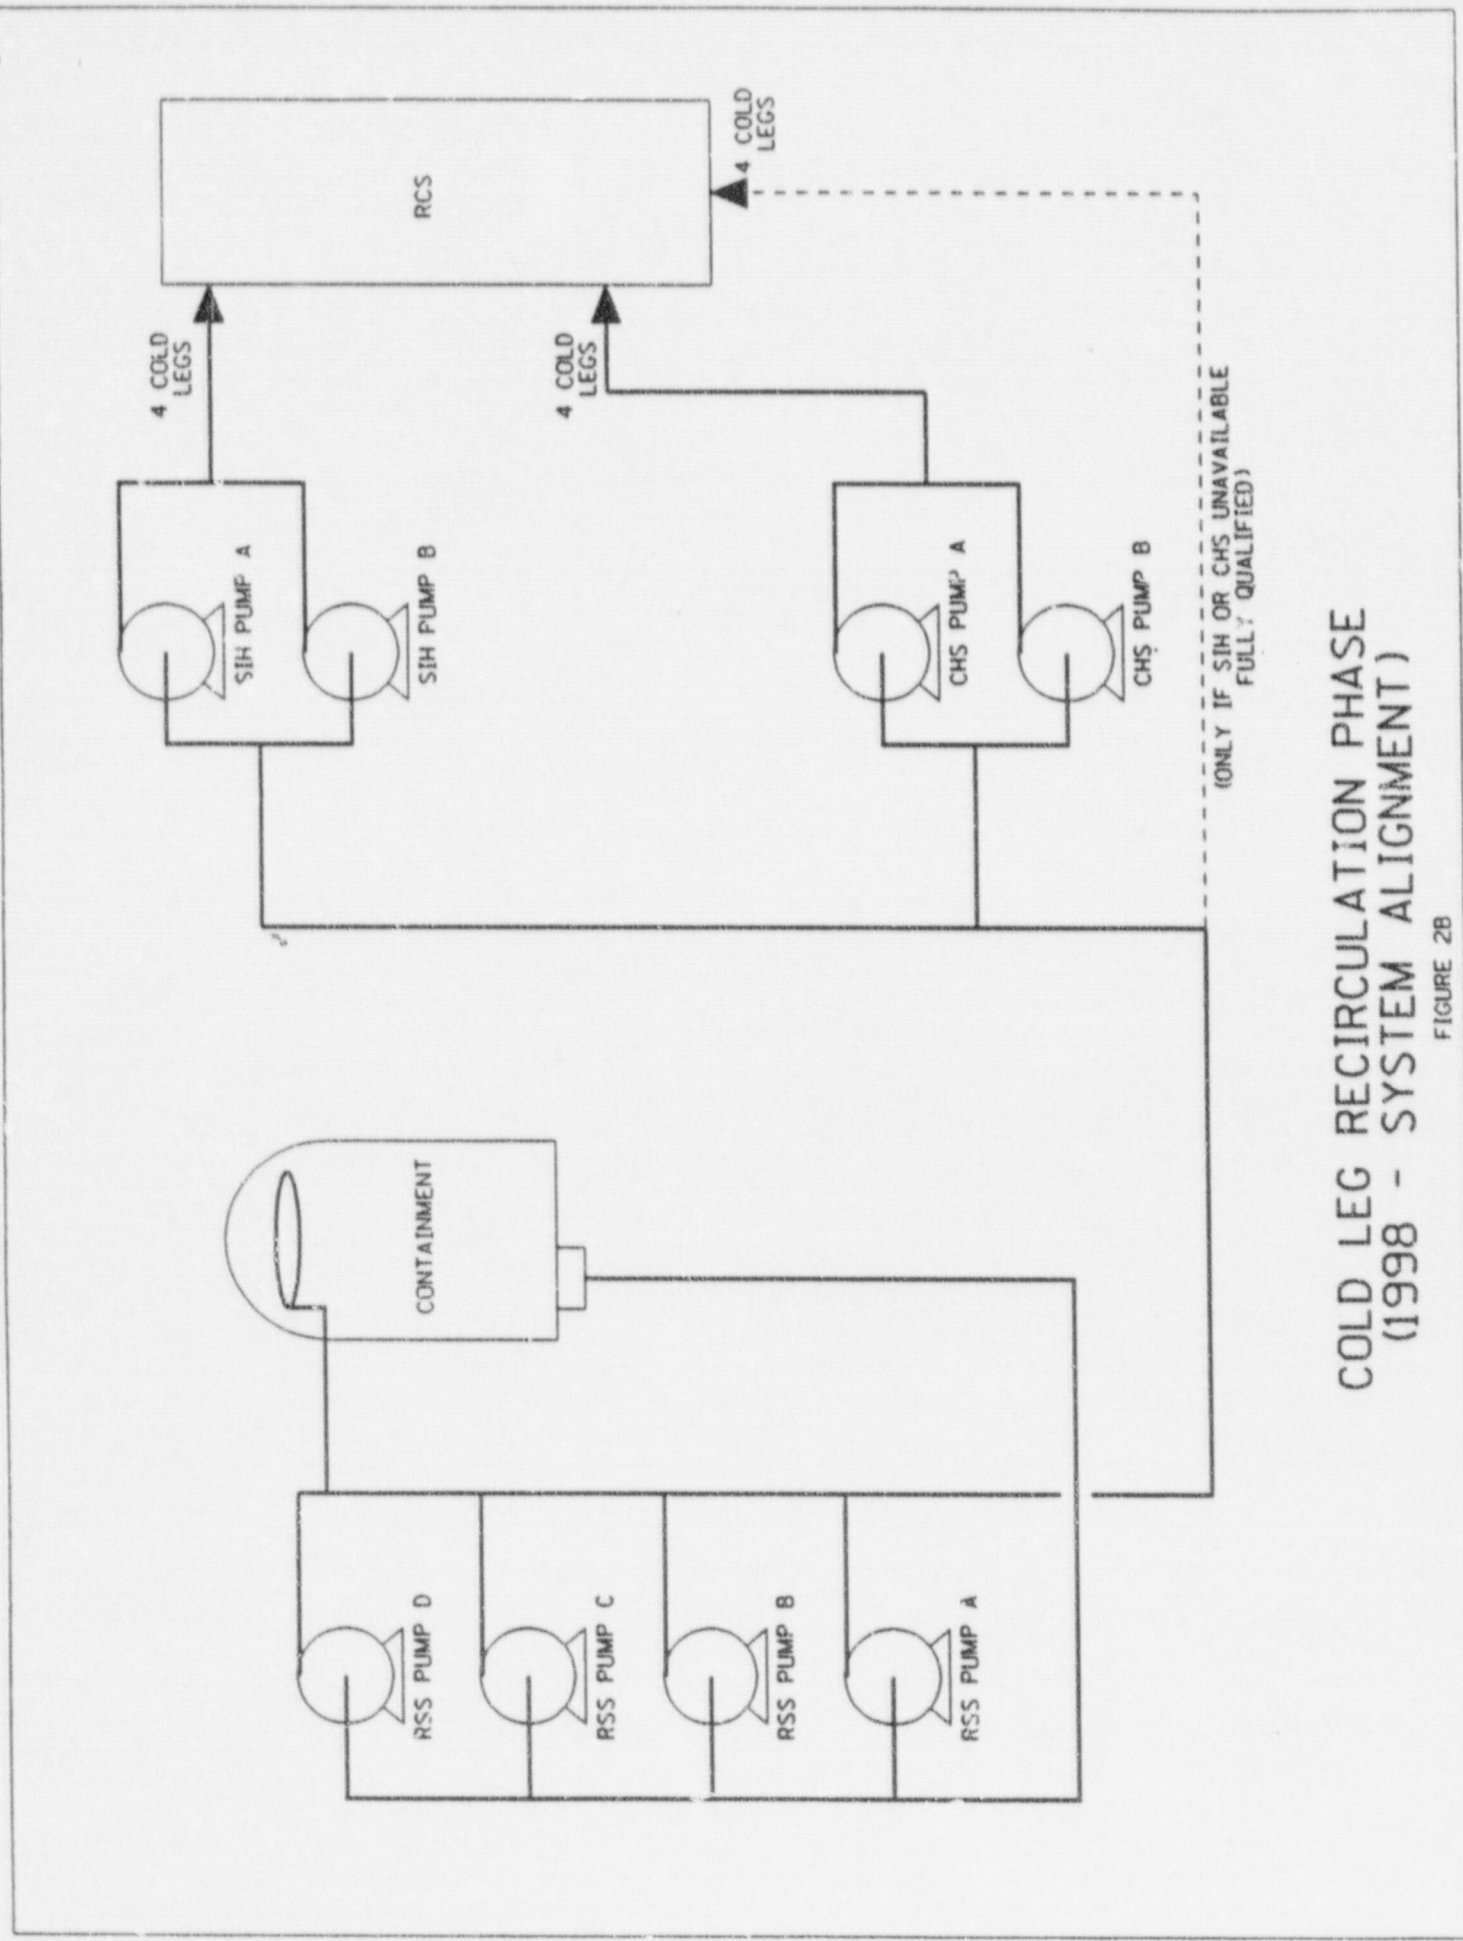 4 COLD
LEGS
RCS
4 COLD
LEGS
4 COLD
LEGS
SIH PUMP A
SIH PUMP B
CHS PUMP A
CHS PUMP B
(ONLY IF SIH OR CHS UNAVAILABLE
FULLY QUALIFIED)
CONTAINMENT
RSS PUMP D
RSS PUMP C
RSS PUMP B
RSS PUMP A
COLD LEG RECIRCULATION PHASE
(1998 - SYSTEM ALIGNMENT)
FIGURE 2B